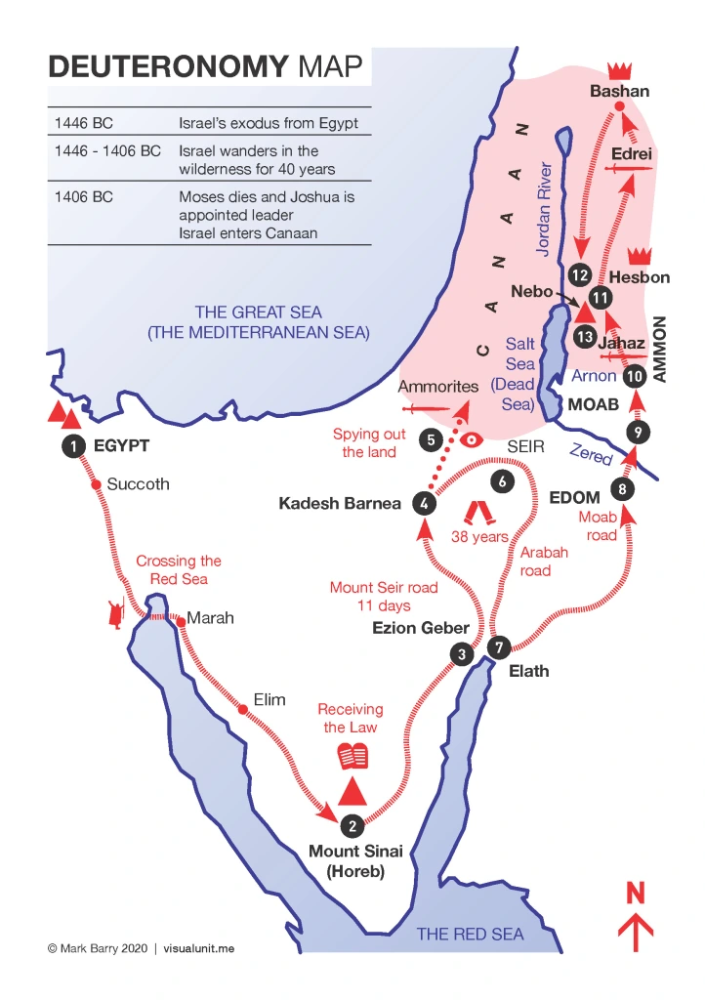 DEUTERONOMY MAP
1446 BC Israel's exodus from Egypt
1446 - 1406 BC Israel wanders in the
wilderness for 40 years
1406 BC Moses dies and Joshua is
appointed leader
Israel enters Canaan
THE GREAT SEA
(THE MEDITERRANEAN SEA)
CANAAN
Jordan River
Bashan
Edrei
12
Hesbon
Nebo
11
13
Jahaz
AMMON
Salt
Sea
(Dead
Sea)
Arnon
10
MOAB
Ammorites
9
Zered
Spying out
the land
5
SEIR
1
EGYPT
Succoth
Kadesh Barnea
4
6
38 years
EDOM
8
Moab
road
Arabah
road
Crossing the
Red Sea
Marah
Mount Seir road
11 days
Ezion Geber
3
7
Elath
Elim
Receiving
the Law
2
Mount Sinai
(Horeb)
THE RED SEA
N
© Mark Barry 2020 | visualunit.me